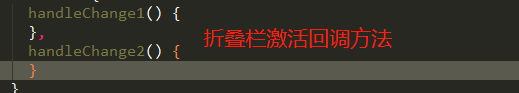 handleChange1() {
},
handleChange2() {
折叠栏激活回调方法
}
}